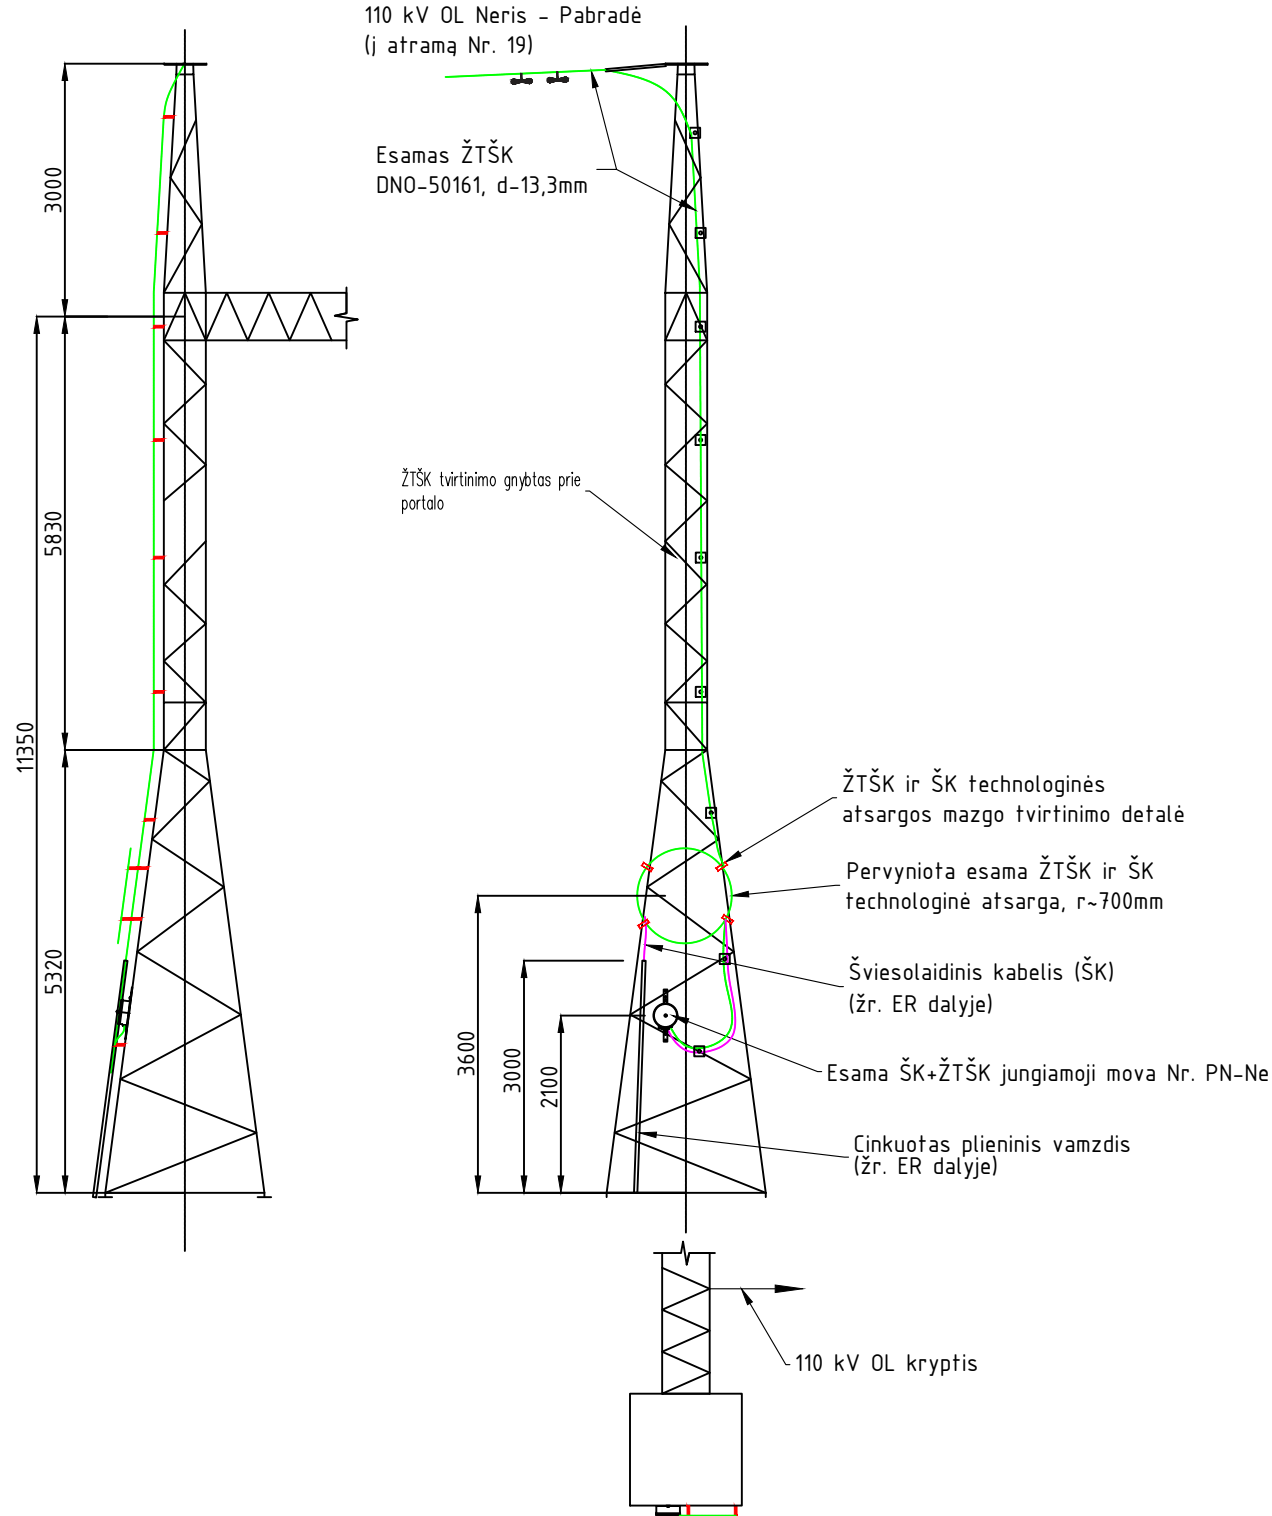 110 kV OL Neris - Pabradė
(į atramą Nr. 19)
Esamas ŽTŠK
DNO-50161, d-13,3mm
3000
ŽTŠK tvirtinimo gnybtas prie
portalo
5830
11350
5320
ŽTŠK ir ŠK technologinės
atsargos mazgo tvirtinimo detalė
Pervyniota esama ŽTŠK ir ŠK
technologinė atsarga, r~700mm
Šviesolaidinis kabelis (ŠK)
(žr. ER dalyje)
3600
3000
2100
Esama ŠK+ŽTŠK jungiamoji mova Nr. PN-Ne
Cinkuotas plieninis vamzdis
(žr. ER dalyje)
110 kV OL kryptis